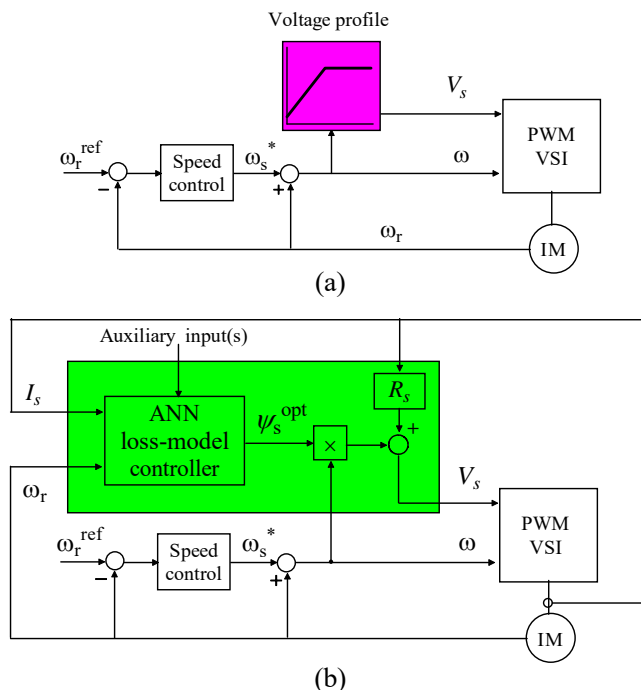 Voltage profile
V_s
PWM
VSI
ω_r^ref
Speed
control
ω_s^*
ω
−
+
ω_r
IM
(a)
Auxiliary input(s)
I_s
R_s
ANN
loss-model
controller
ψ_s^opt
×
+
V_s
ω_r
PWM
VSI
ω_r^ref
Speed
control
ω_s^*
ω
−
+
IM
(b)